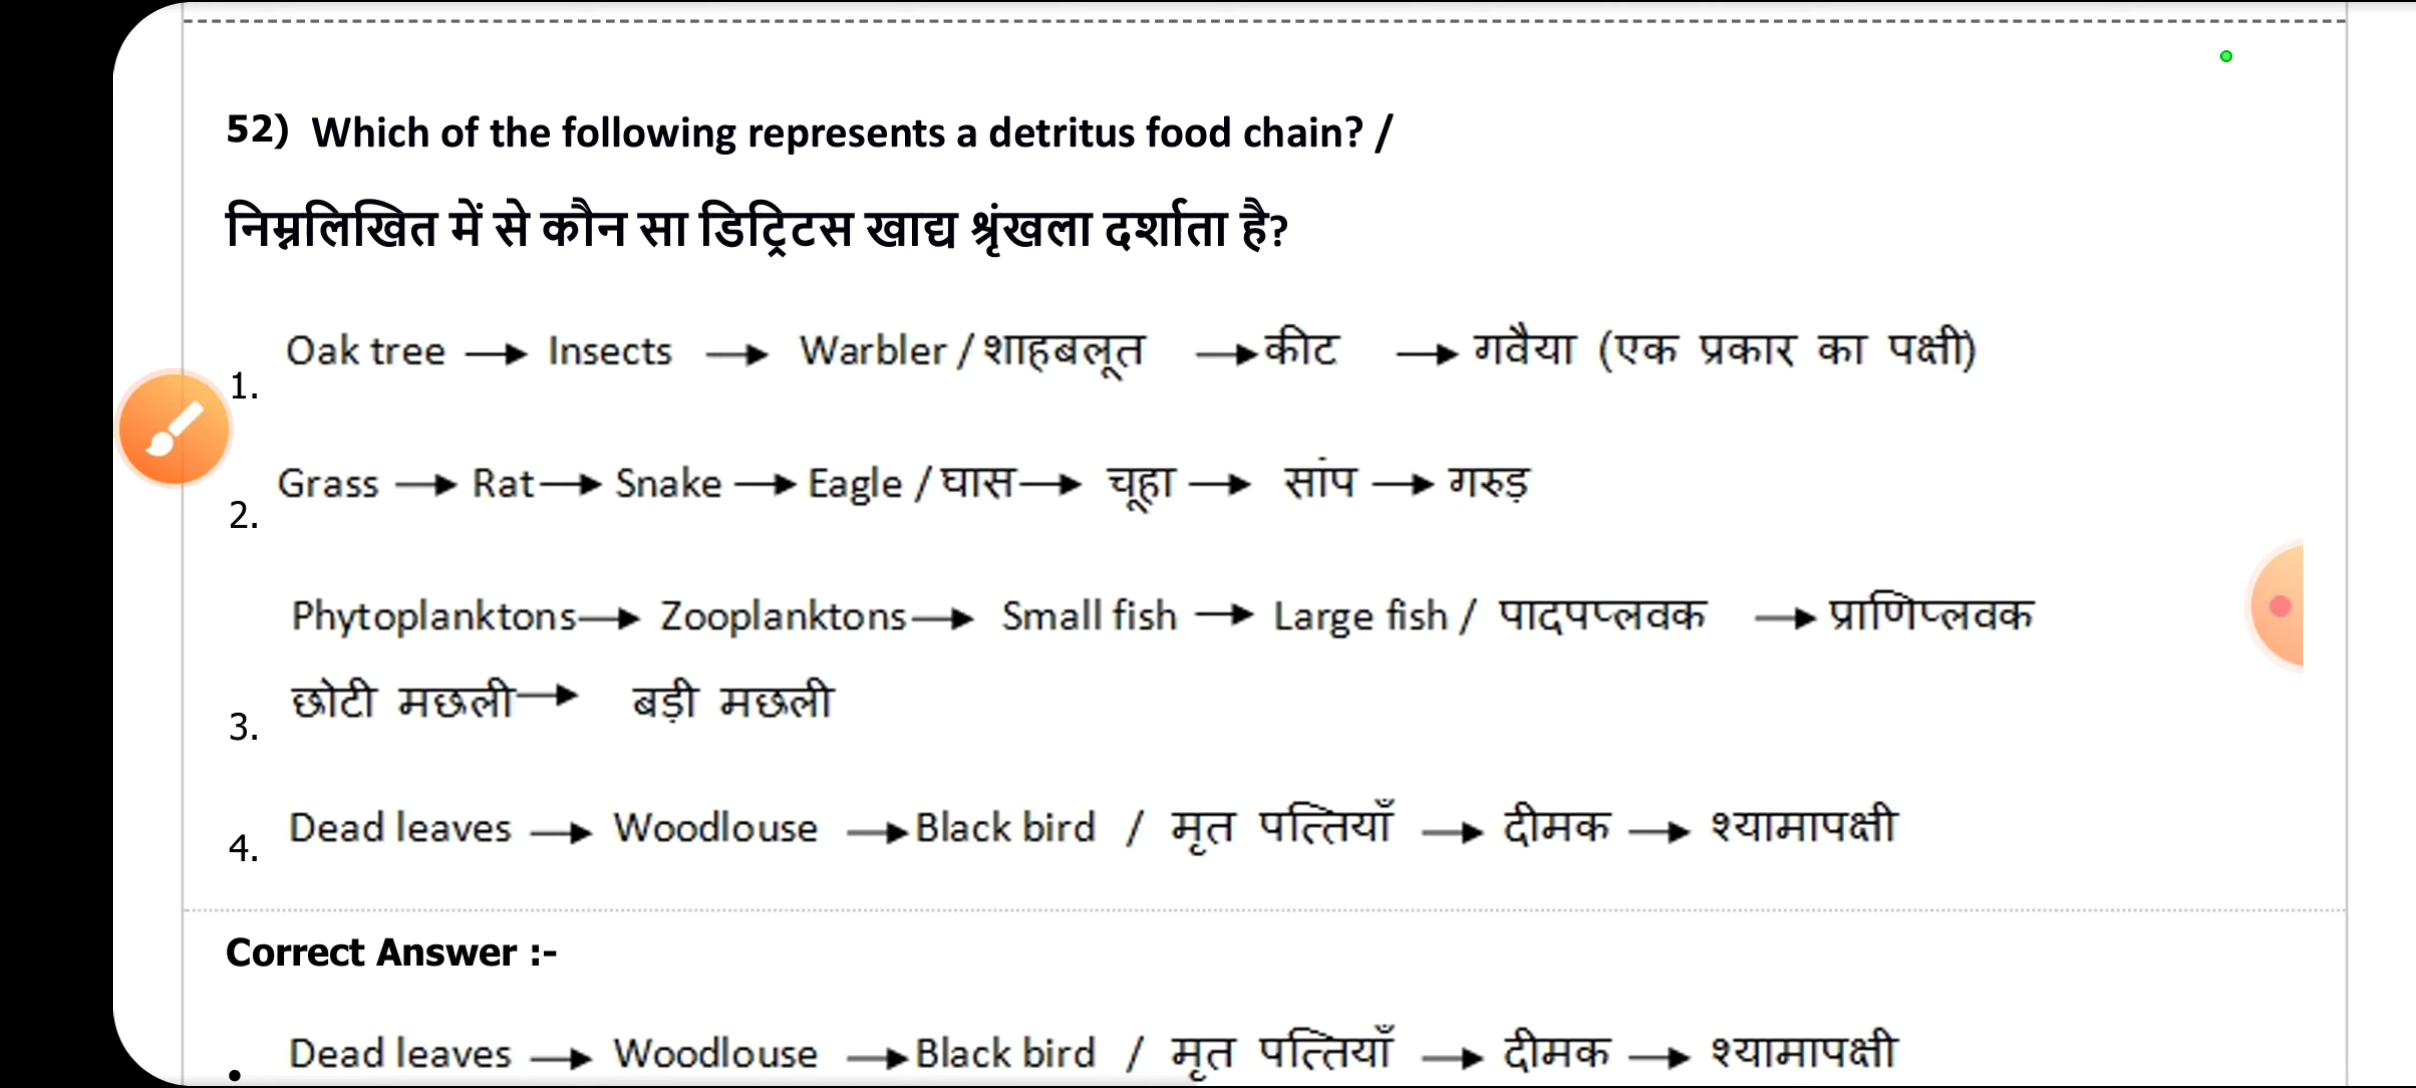 52) Which of the following represents a detritus food chain? /
निम्नलिखित में से कौन सा डिट्रिटस खाद्य श्रृंखला दर्शाता है?
1. Oak tree → Insects → Warbler / शाहबलूत → कीट → गवैया (एक प्रकार का पक्षी)
2. Grass → Rat → Snake → Eagle / घास → चूहा → सांप → गरुड़
Phytoplanktons → Zooplanktons → Small fish → Large fish / पादपप्लवक → प्राणिप्लवक
3. छोटी मछली → बड़ी मछली
4. Dead leaves → Woodlouse → Black bird / मृत पत्तियाँ → दीमक → श्यामापक्षी
Correct Answer :-
• Dead leaves → Woodlouse → Black bird / मृत पत्तियाँ → दीमक → श्यामापक्षी